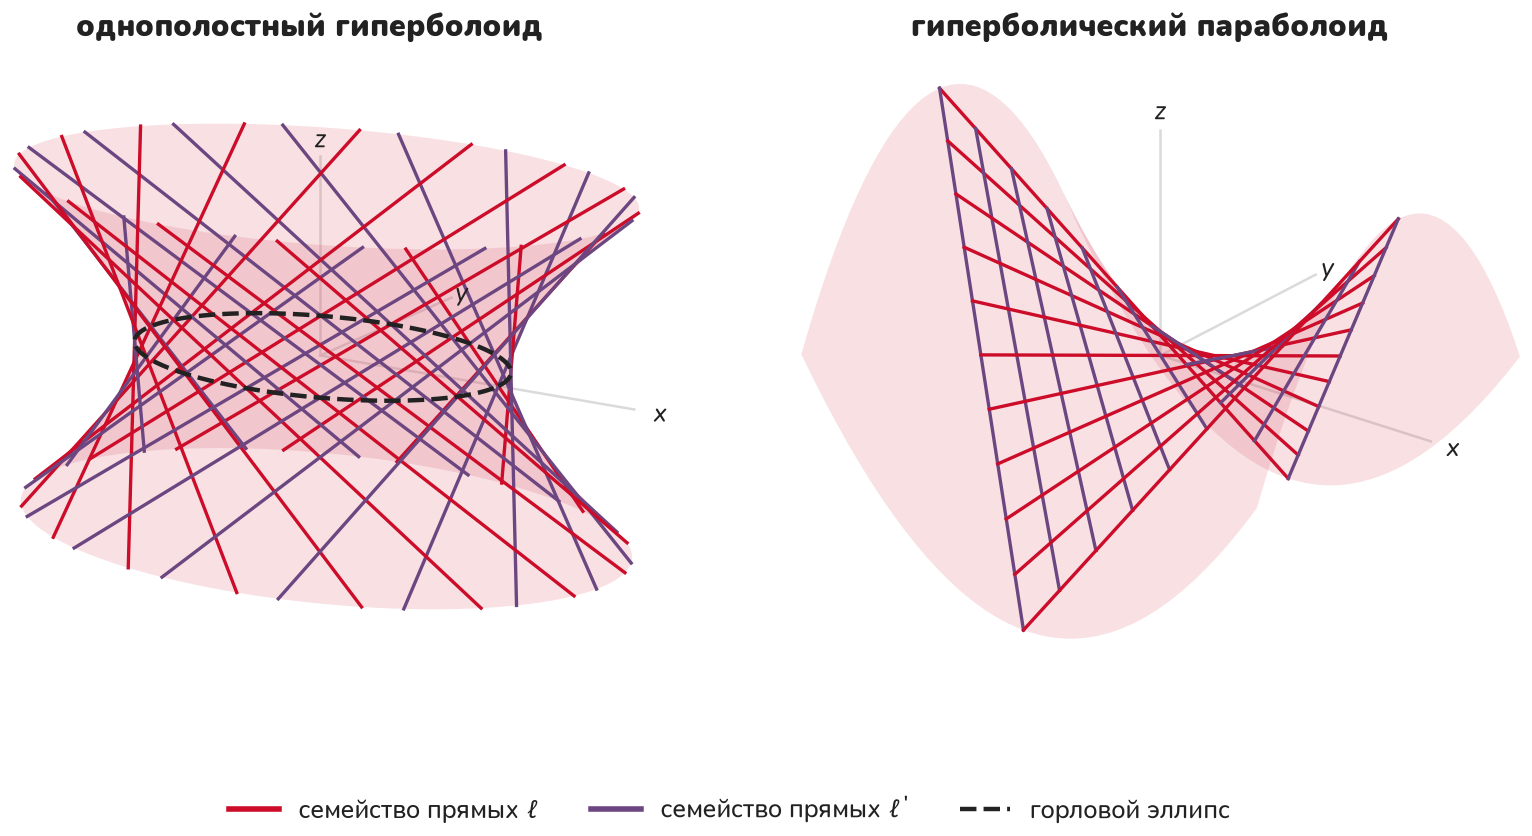 однополостный гиперболоид
гиперболический параболоид
z
y
x
z
y
x
семейство прямых ℓ
семейство прямых ℓ'
горловой эллипс